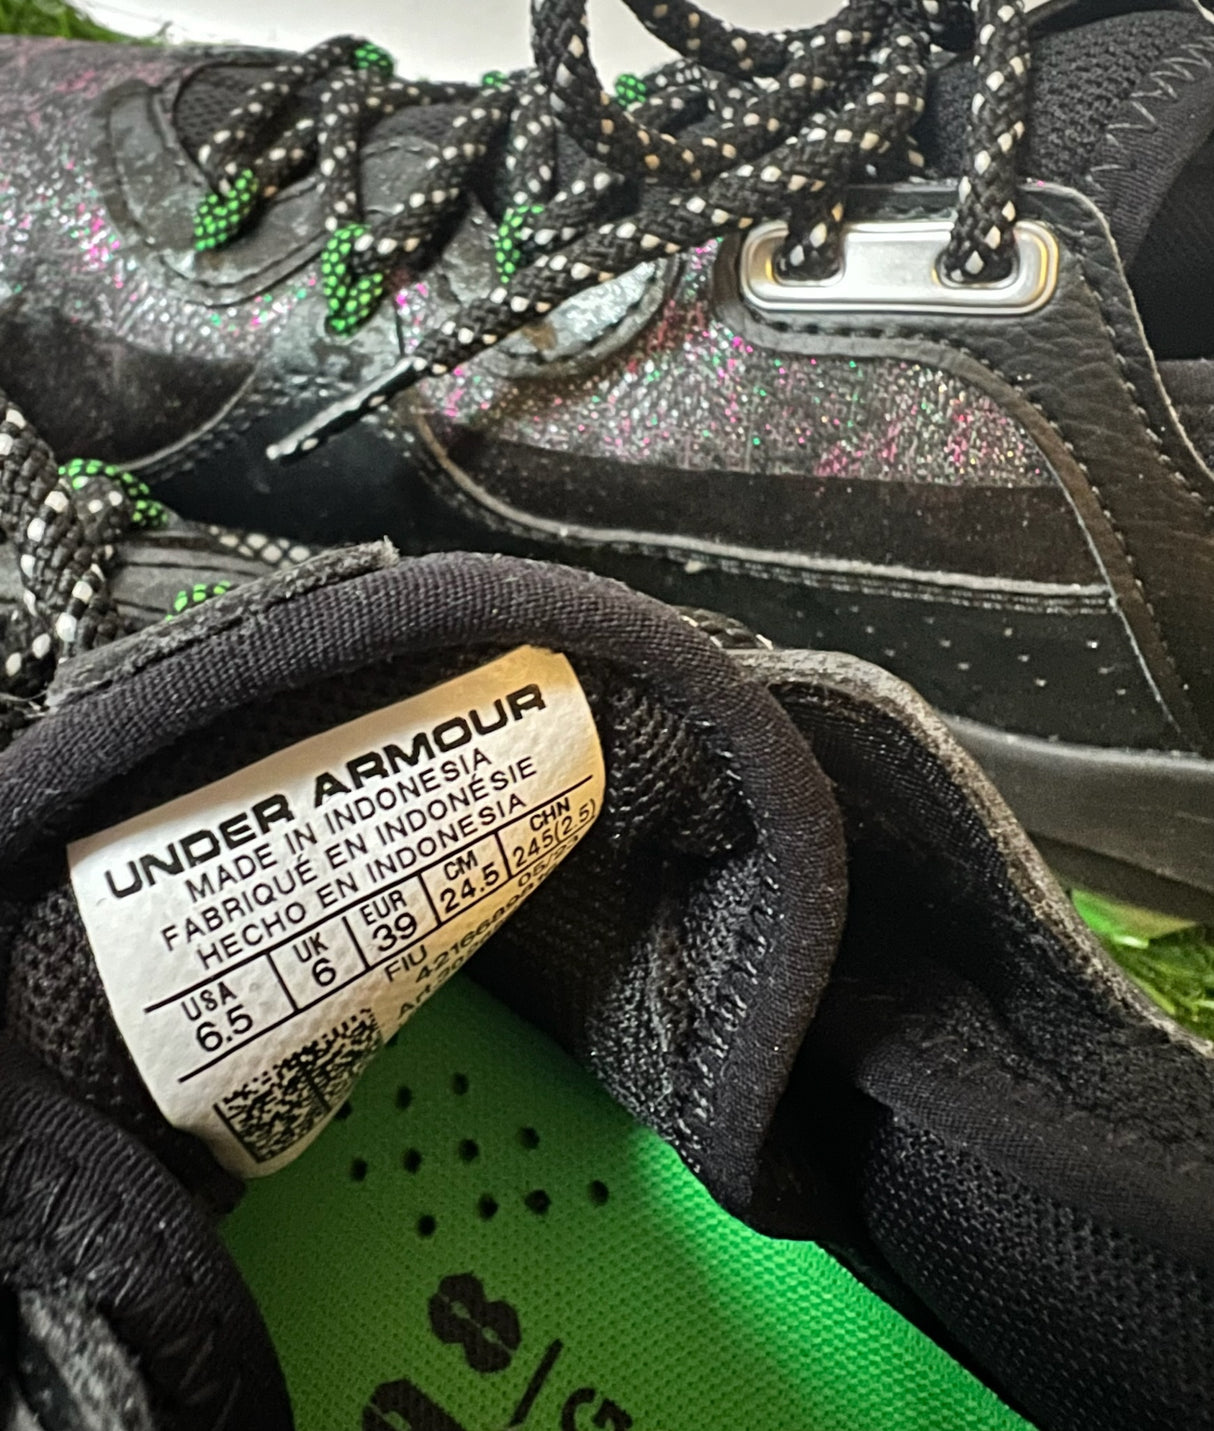 UNDER ARMOUR
MADE IN INDONESIA
FABRIQUÉ EN INDONÉSIE
HECHO EN INDONESIA
USA UK EUR CM CHN
6.5 6 39 24.5 245(2.5)
FIU
8/